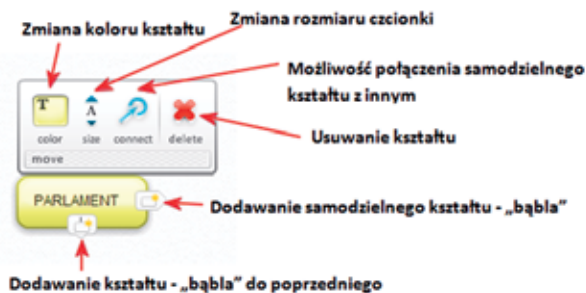 Zmiana rozmiaru czcionki
Zmiana koloru kształtu
Możliwość połączenia samodzielnego
kształtu z innym
T
A
color size connect delete
Usuwanie kształtu
move
PARLAMENT
Dodawanie samodzielnego kształtu - „bąbla”
Dodawanie kształtu - „bąbla” do poprzedniego